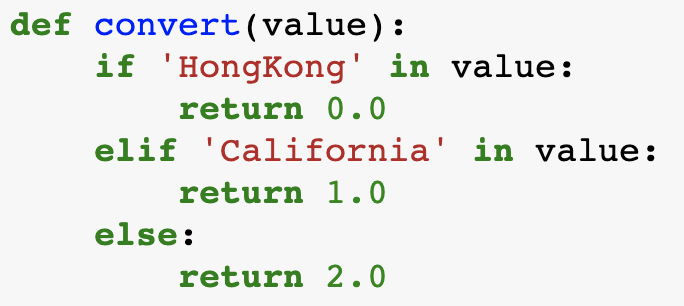 def convert(value):
    if 'HongKong' in value:
        return 0.0
    elif 'California' in value:
        return 1.0
    else:
        return 2.0